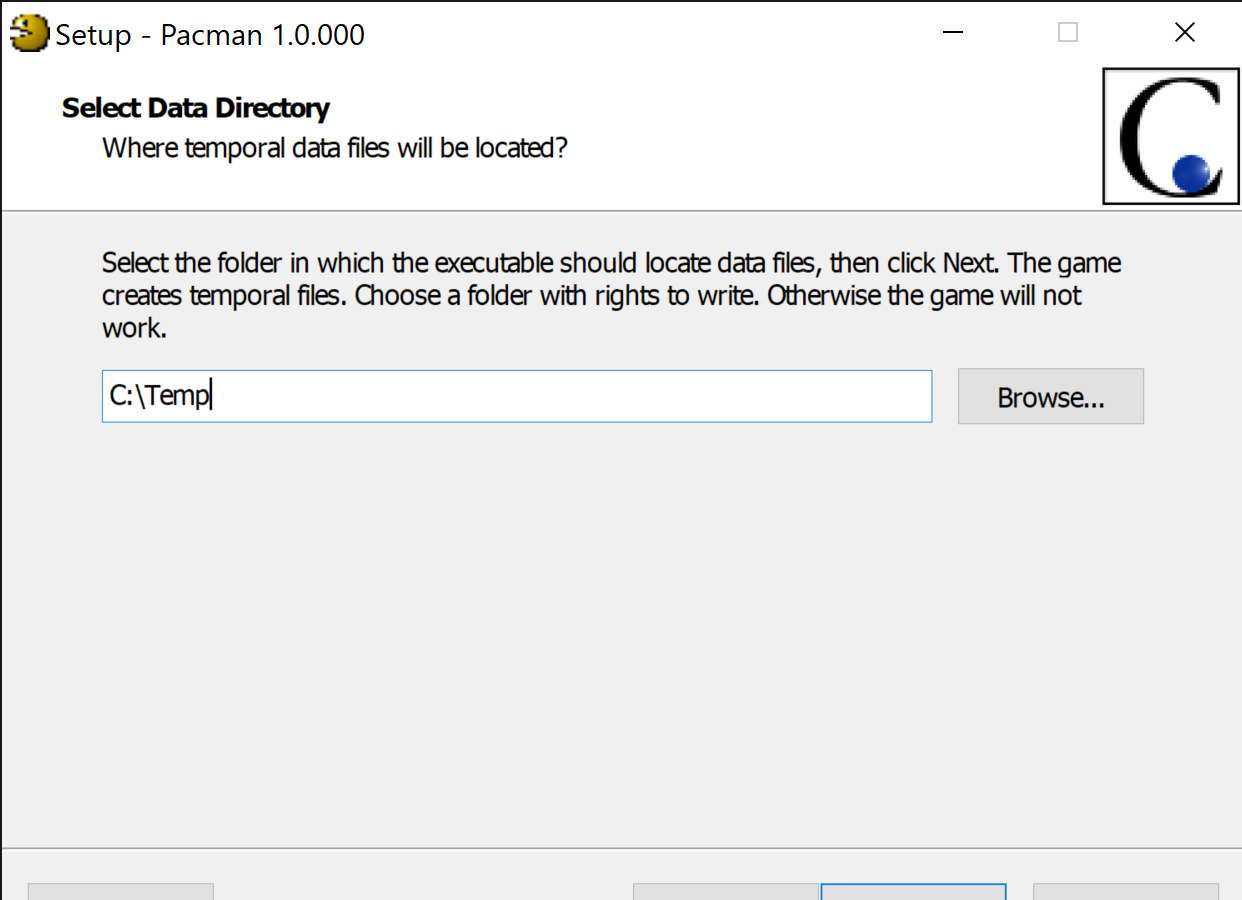 Setup - Pacman 1.0.000
Select Data Directory
Where temporal data files will be located?
C
Select the folder in which the executable should locate data files, then click Next. The game
creates temporal files. Choose a folder with rights to write. Otherwise the game will not
work.
C:\Temp
Browse...